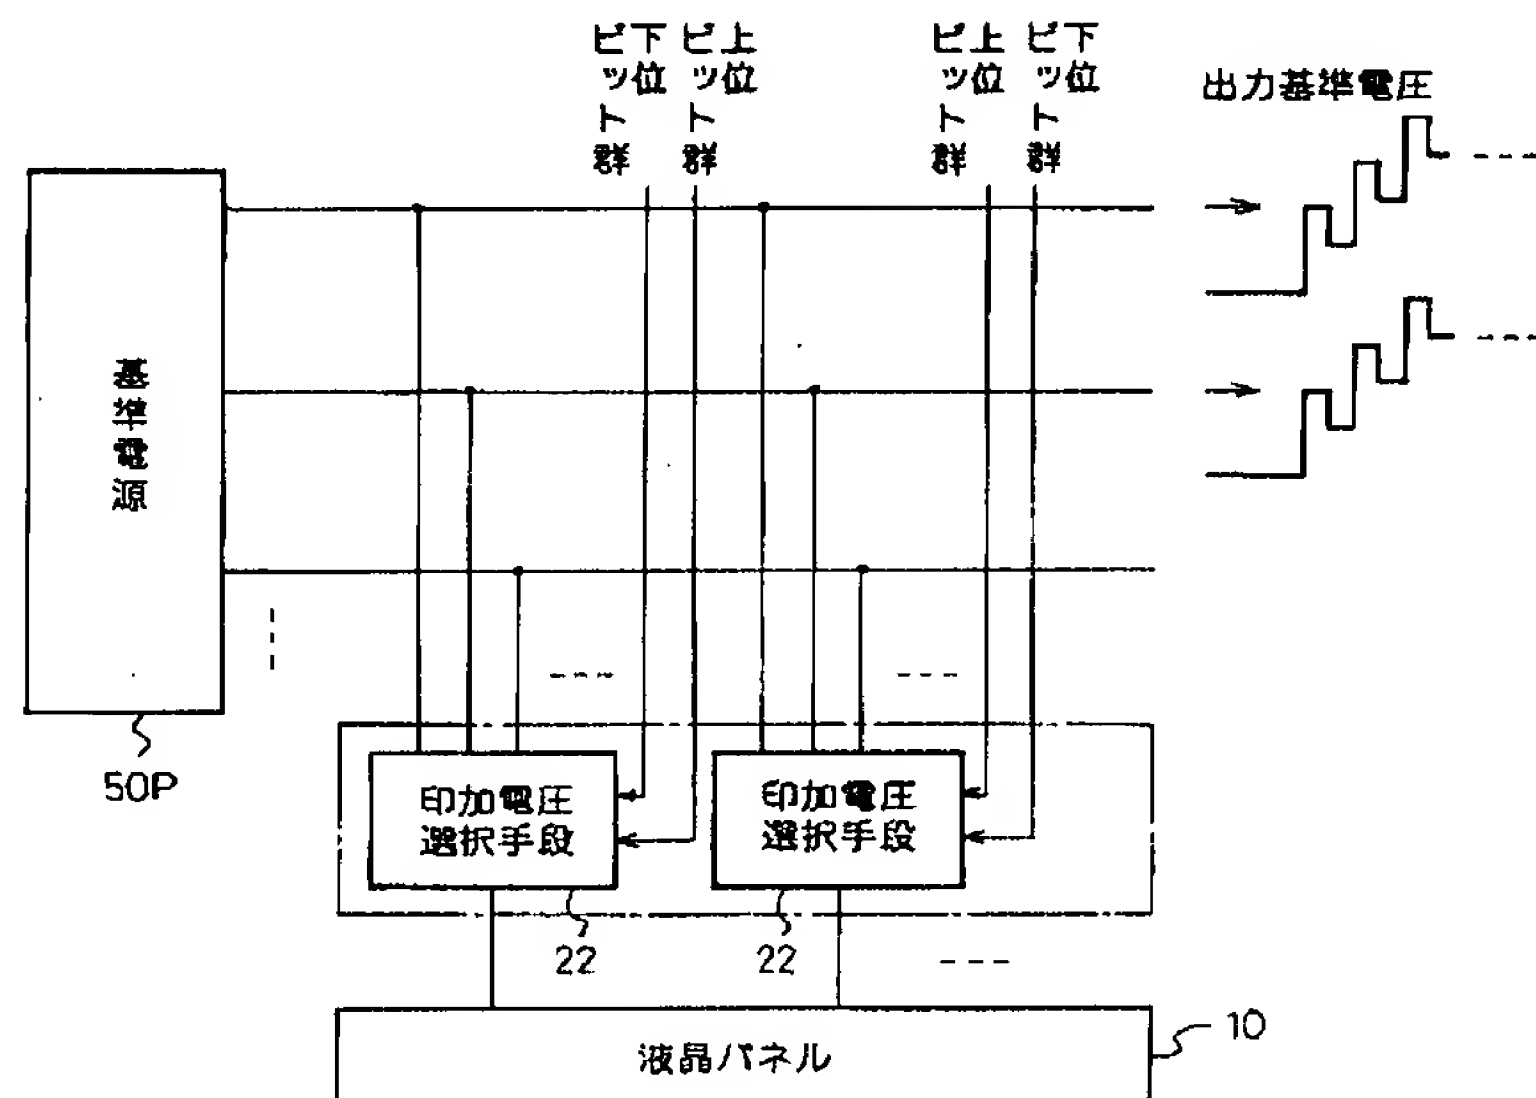 下位
ビット群
上位
ビット群
上位
ビット群
下位
ビット群
出力基準電圧
基準電源
50P
印加電圧
選択手段
印加電圧
選択手段
22
22
液晶パネル
10